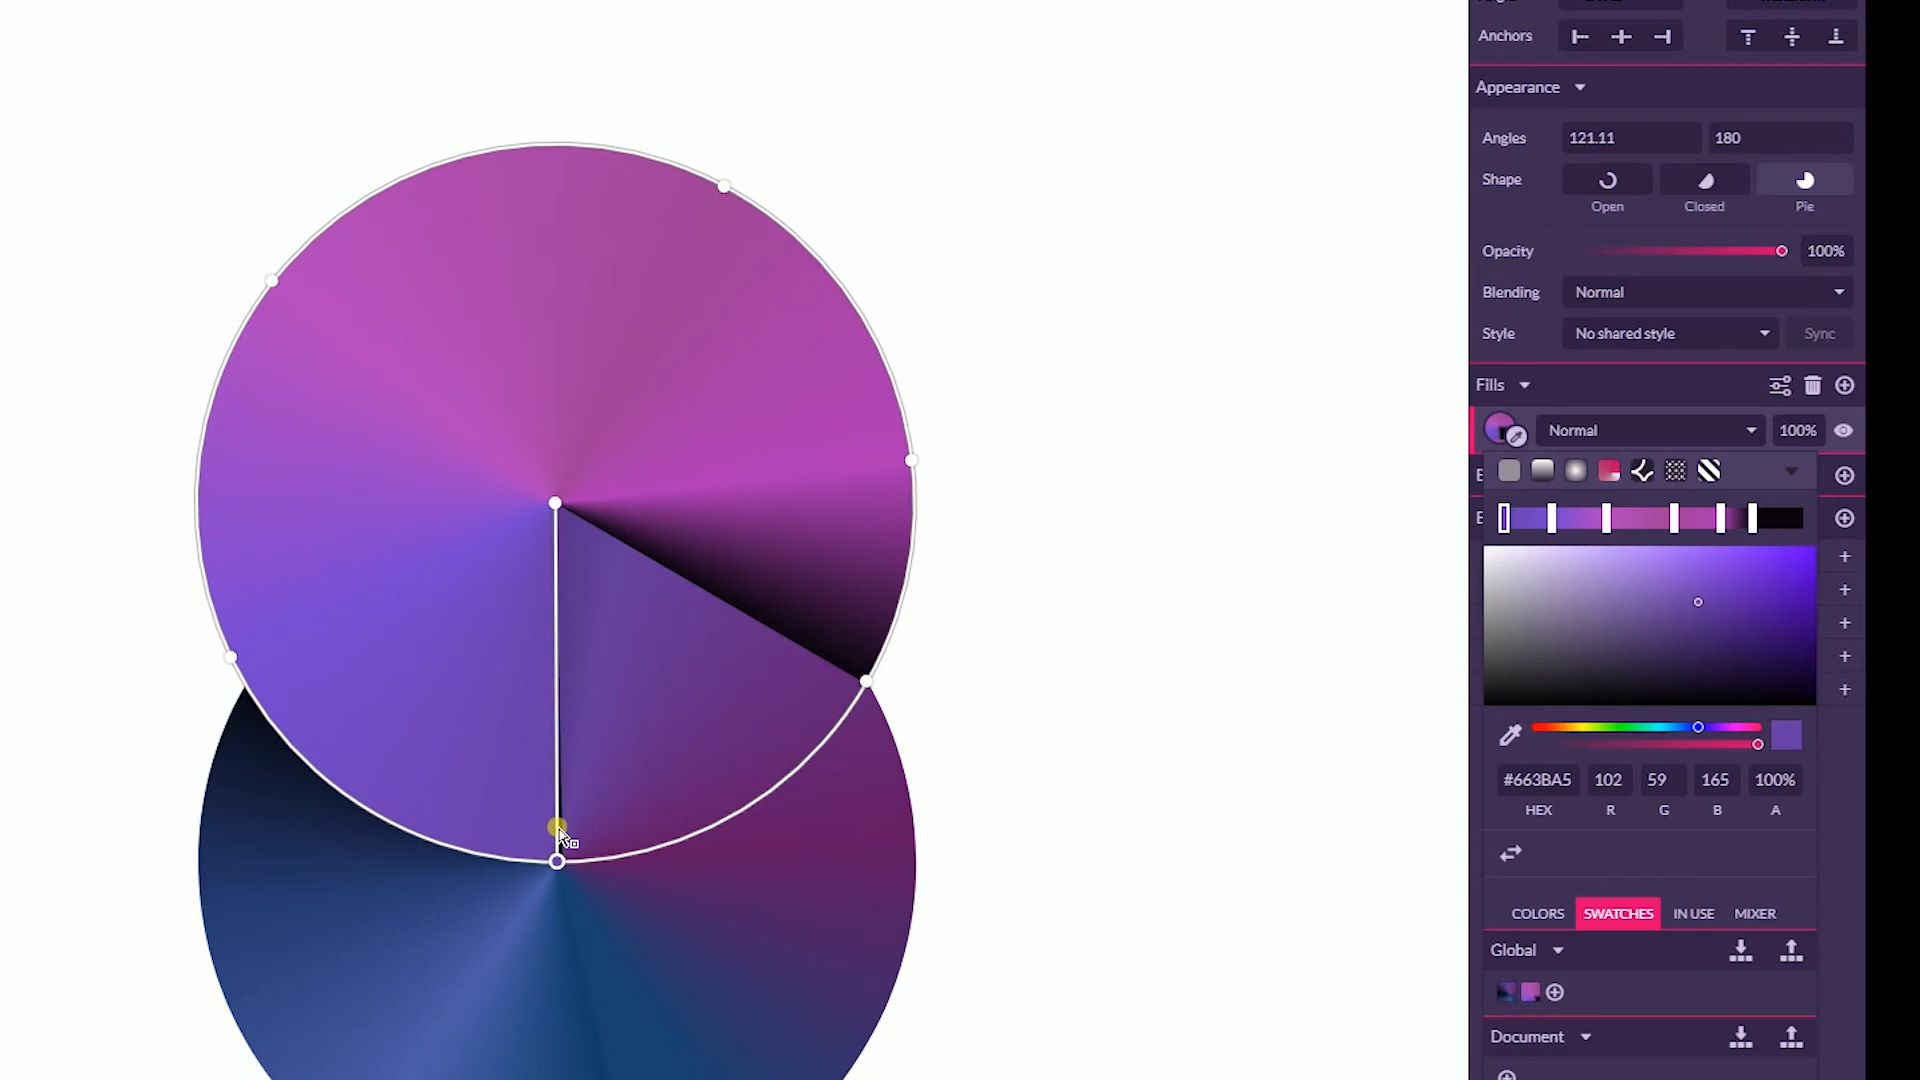 Anchors
Appearance
Angles 121.11 180
Shape
Open Closed Pie
Opacity 100%
Blending Normal
Style No shared style Sync
Fills
Normal 100%
#663BA5 102 59 165 100%
HEX R G B A
COLORS SWATCHES IN USE MIXER
Global
Document